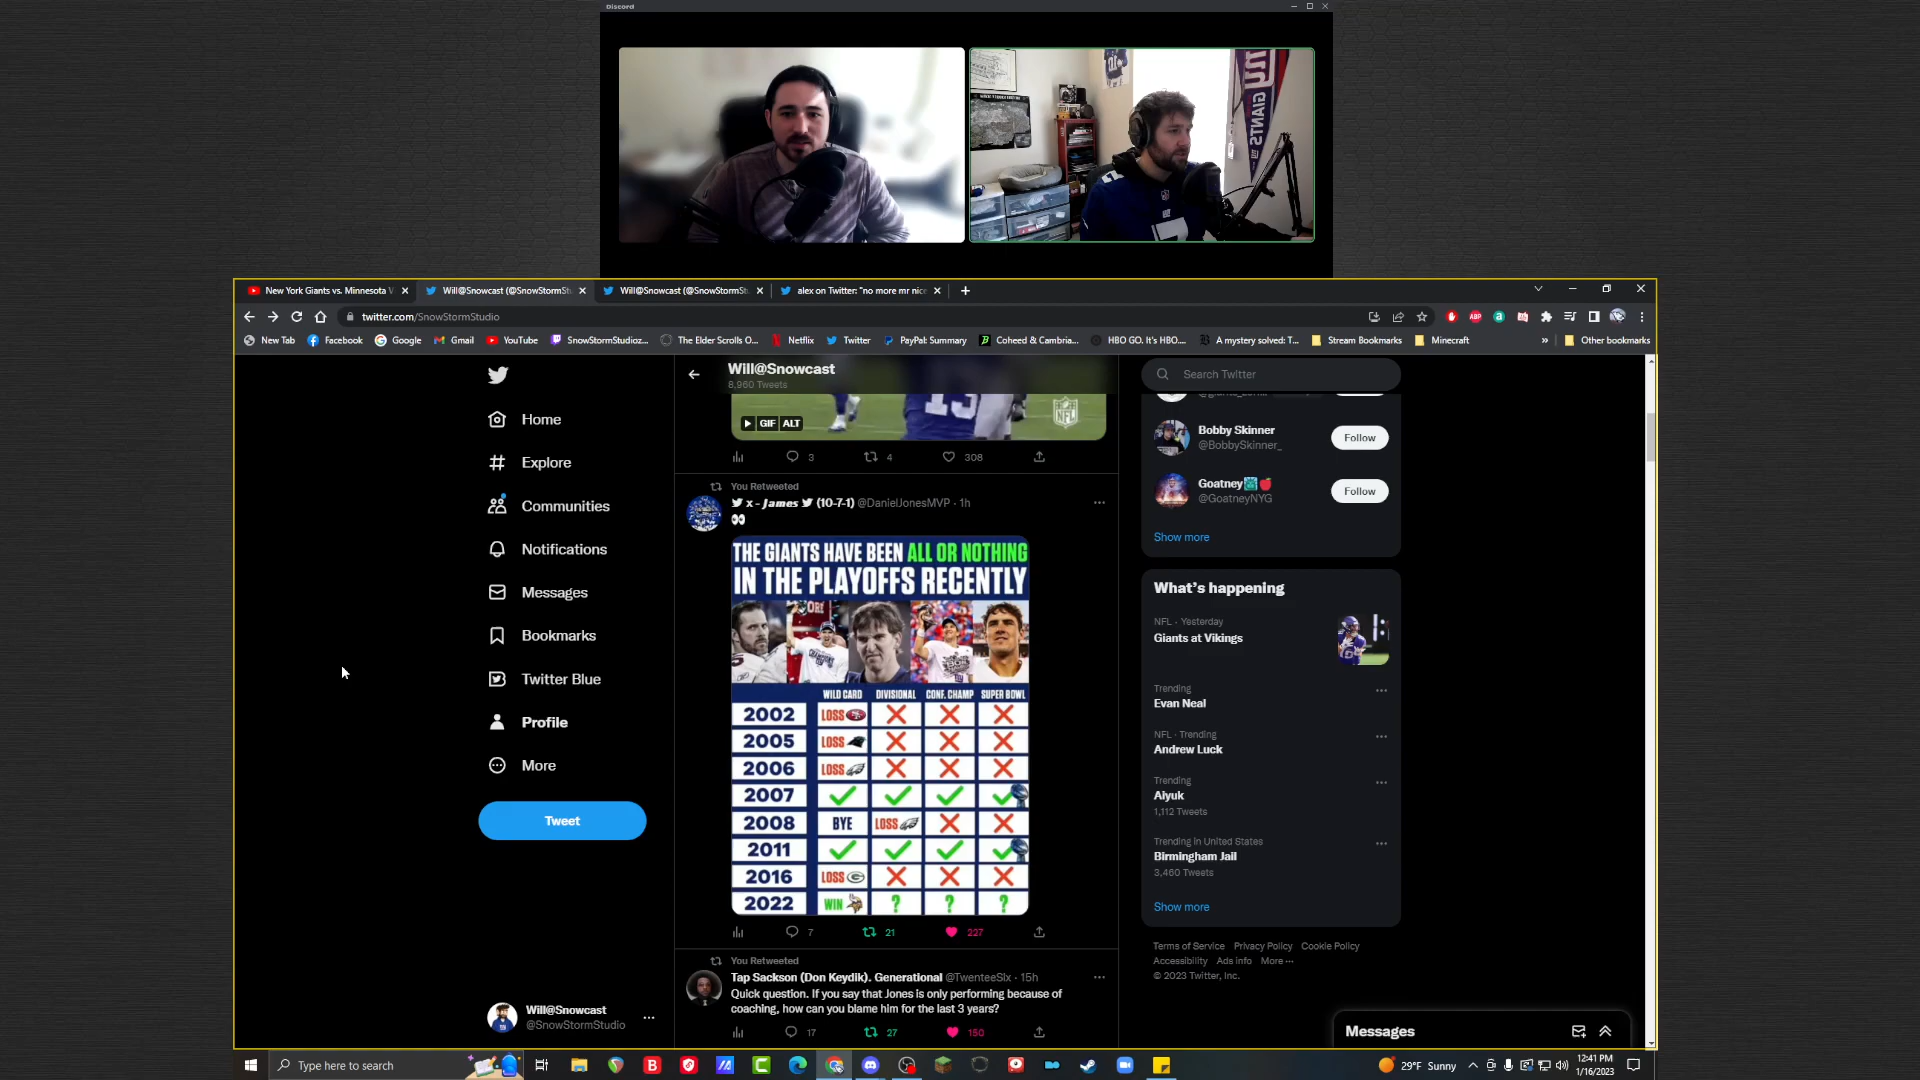 Discord
GIANTS
New York Giants vs. Minnesota V
Will@Snowcast (@SnowStormSt
Will@Snowcast (@SnowStormSt
alex on Twitter: "no more mr nice
twitter.com/SnowStormStudio
New Tab
Facebook
Google
Gmail
YouTube
SnowStormStudioz...
The Elder Scrolls O...
Netflix
Twitter
PayPak Summary
Coheed & Cambria...
HBO GO. It's HBO....
A mystery solved: T...
Stream Bookmarks
Minecraft
»
Other bookmarks
Home
Explore
Communities
Notifications
Messages
Bookmarks
Twitter Blue
Profile
More
Tweet
Will@Snowcast
@SnowStormStudio
Will@Snowcast
8,960 Tweets
13
NFL
GIF ALT
3 4 308
You Retweeted
x - James (10-7-1) @DanielJonesMVP · 1h
THE GIANTS HAVE BEEN ALL OR NOTHING
IN THE PLAYOFFS RECENTLY
WILD CARD DIVISIONAL CONF. CHAMP SUPER BOWL
2002 LOSS
2005 LOSS
2006 LOSS
2007
2008 BYE LOSS
2011
2016 LOSS
2022 WIN ? ? ?
7 21 227
You Retweeted
Tap Sackson (Don Keydik). Generational @TwenteeSix · 15h
Quick question. If you say that Jones is only performing because of
coaching, how can you blame him for the last 3 years?
17 27 150
Search Twitter
Bobby Skinner
@BobbySkinner_
Follow
Goatney
@GoatneyNYG
Follow
Show more
What's happening
NFL · Yesterday
Giants at Vikings
Trending
Evan Neal
NFL · Trending
Andrew Luck
Trending
Aiyuk
1,112 Tweets
Trending in United States
Birmingham Jail
3,460 Tweets
Show more
Terms of Service Privacy Policy Cookie Policy
Accessibility Ads info More ···
© 2023 Twitter, Inc.
Messages
Type here to search
29°F Sunny
12:41 PM
1/16/2023